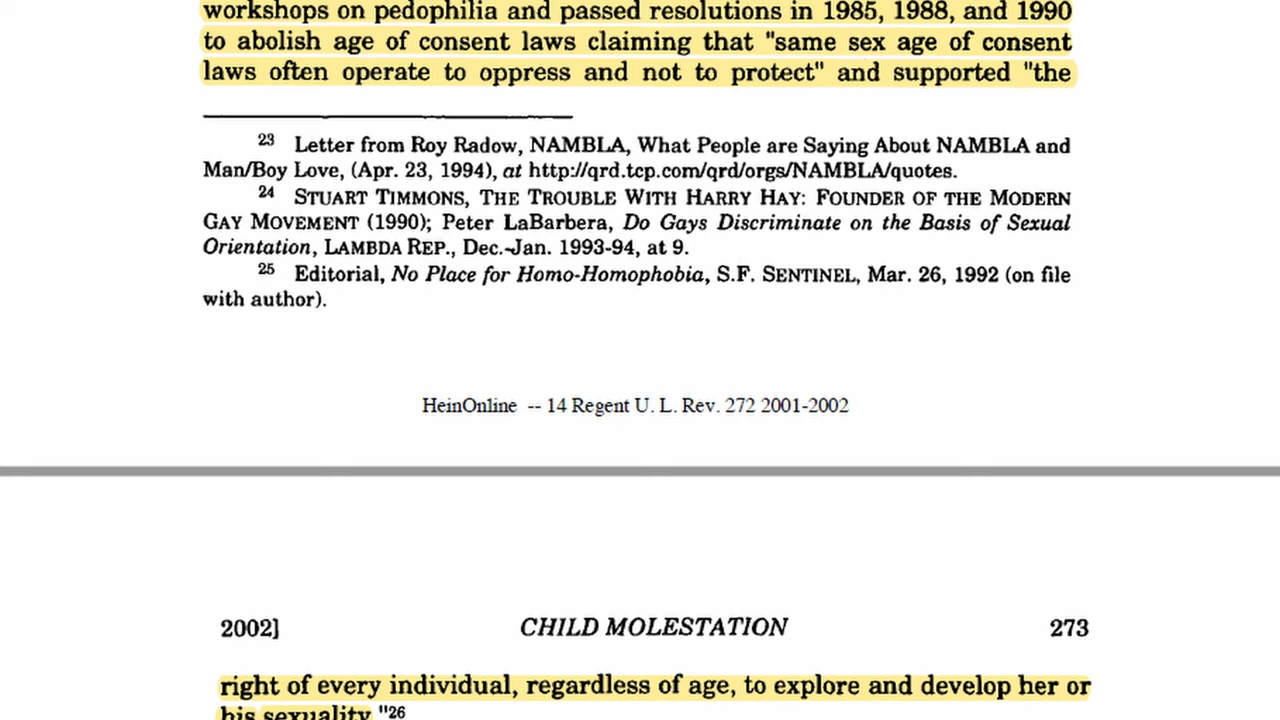 workshops on pedophilia and passed resolutions in 1985, 1988, and 1990
to abolish age of consent laws claiming that "same sex age of consent
laws often operate to oppress and not to protect" and supported "the
23 Letter from Roy Radow, NAMBLA, What People are Saying About NAMBLA and
Man/Boy Love, (Apr. 23, 1994), at http://qrd.tcp.com/qrd/orgs/NAMBLA/quotes.
24 STUART TIMMONS, THE TROUBLE WITH HARRY HAY: FOUNDER OF THE MODERN
GAY MOVEMENT (1990); Peter LaBarbera, Do Gays Discriminate on the Basis of Sexual
Orientation, LAMBDA REP., Dec.-Jan. 1993-94, at 9.
25 Editorial, No Place for Homo-Homophobia, S.F. SENTINEL, Mar. 26, 1992 (on file
with author).
HeinOnline -- 14 Regent U. L. Rev. 272 2001-2002
2002] CHILD MOLESTATION 273
right of every individual, regardless of age, to explore and develop her or
his sexuality."26